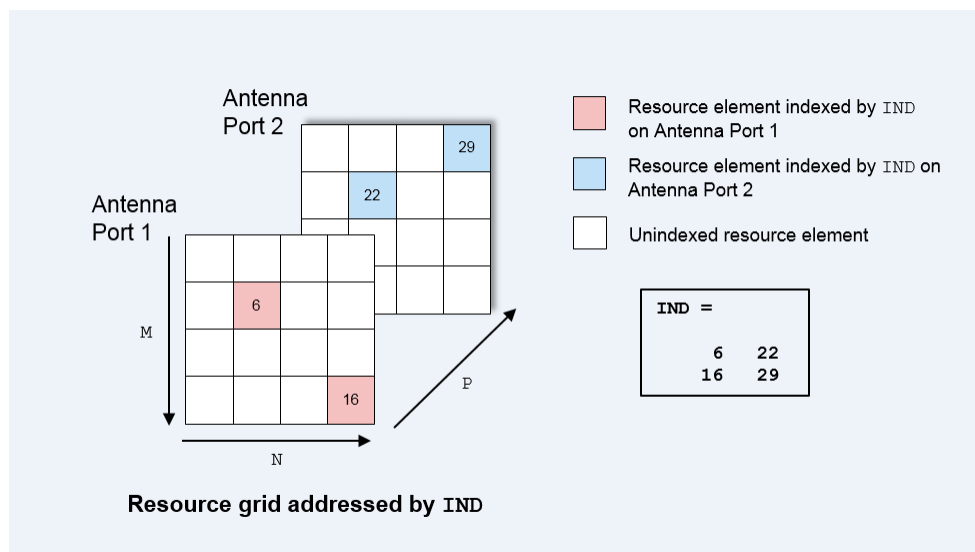 Antenna
Port 2
29
22
Antenna
Port 1
6
16
M
N
P
Resource grid addressed by IND
Resource element indexed by IND
on Antenna Port 1
Resource element indexed by IND on
Antenna Port 2
Unindexed resource element
IND =
6 22
16 29